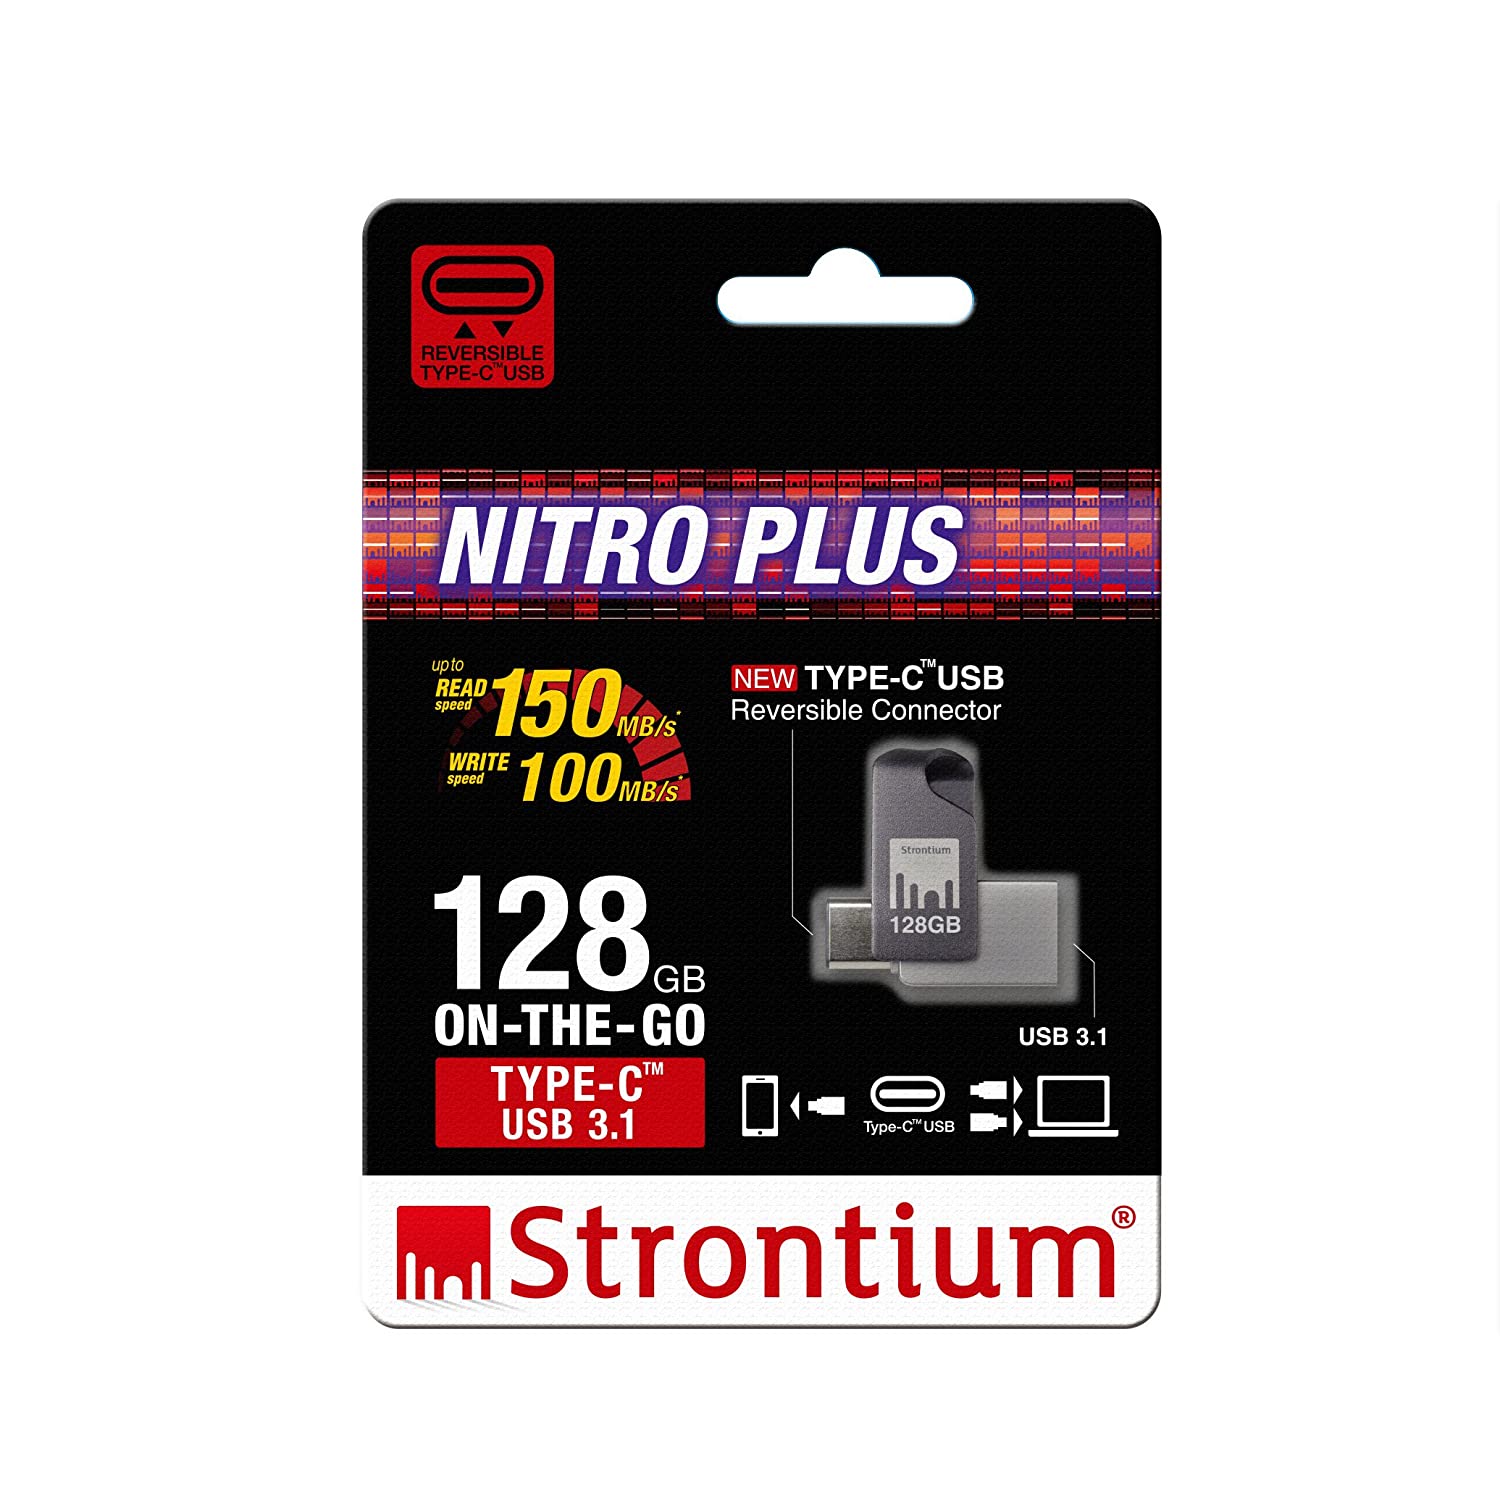 REVERSIBLE
TYPE-C™USB
NITRO PLUS
up to
READ
speed
150MB/s*
WRITE
speed
100MB/s*
NEW TYPE-C™USB
Reversible Connector
Strontium
128GB
USB 3.1
128GB
ON-THE-GO
TYPE-C™
USB 3.1
Type-C™USB
Strontium®